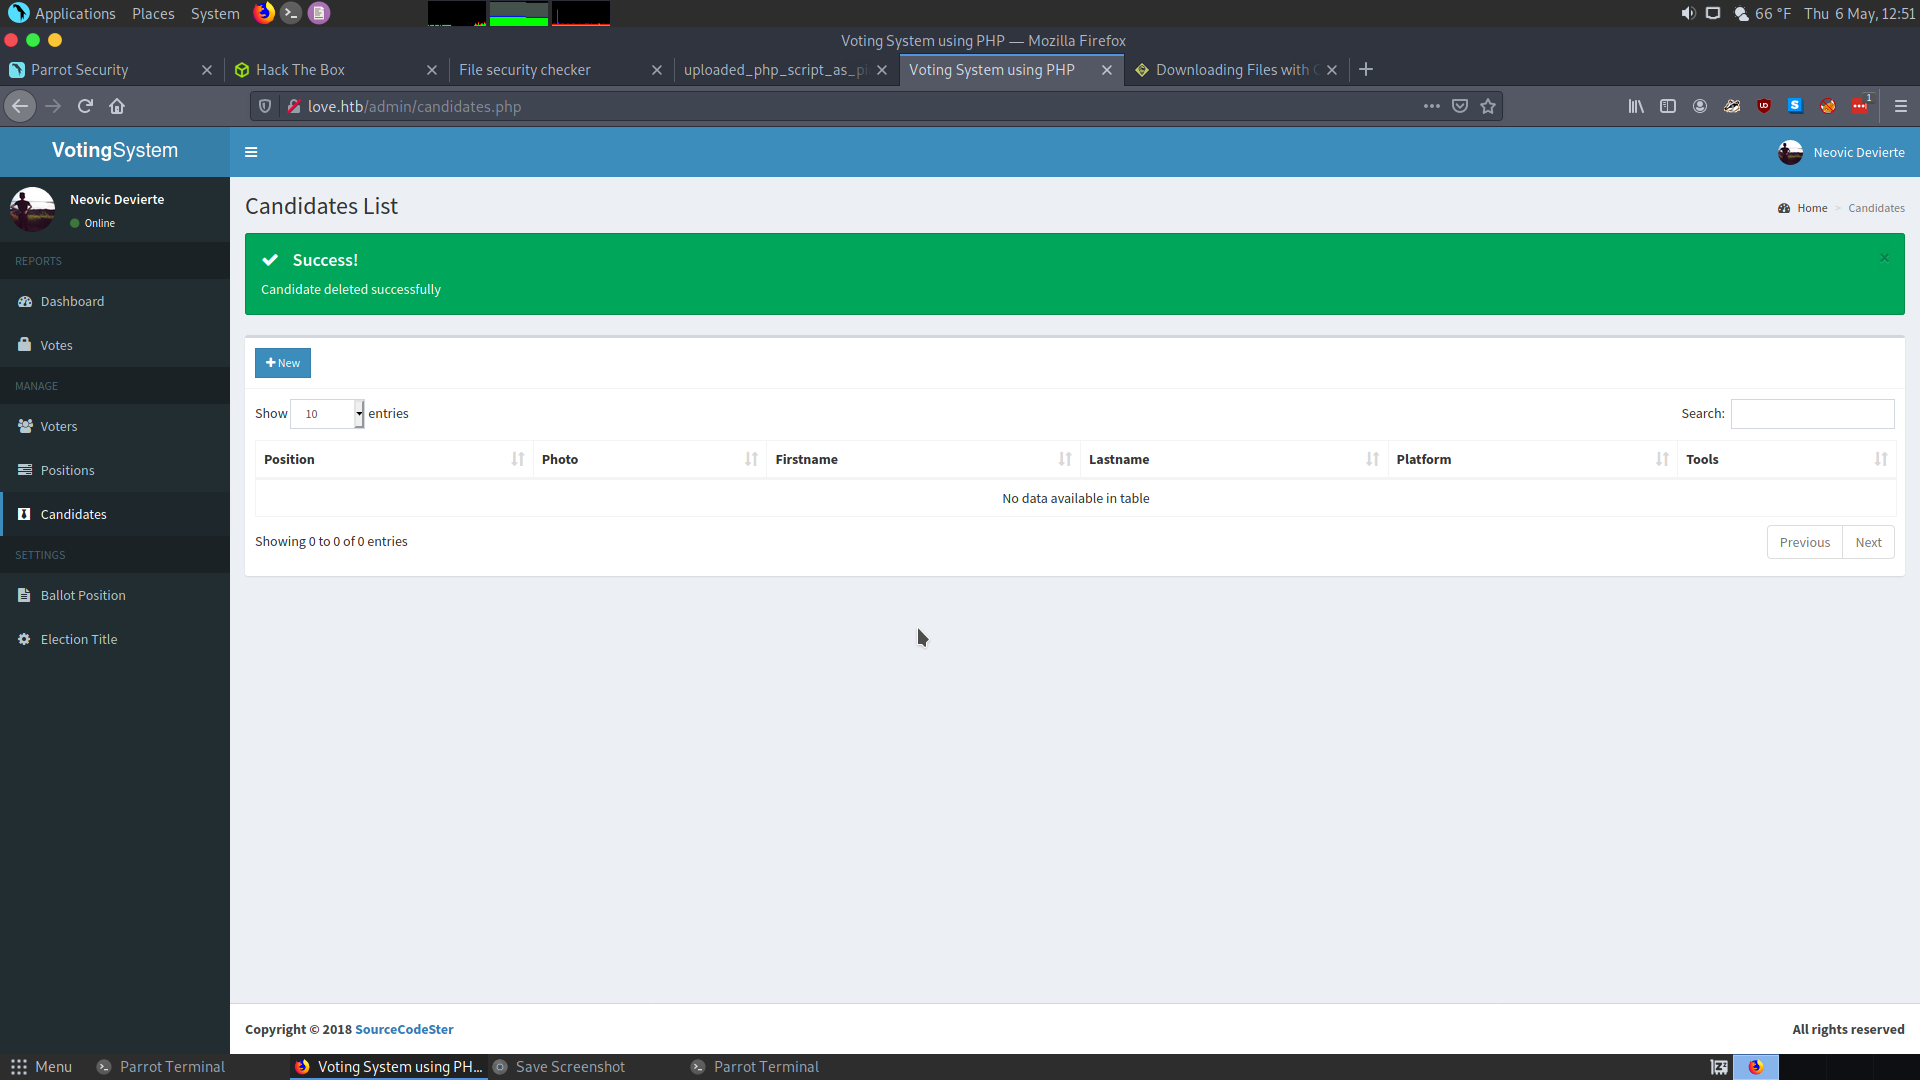 Applications Places System 66 °F Thu 6 May, 12:51
Voting System using PHP — Mozilla Firefox
Parrot Security Hack The Box File security checker uploaded_php_script_as_p Voting System using PHP Downloading Files with
love.htb/admin/candidates.php
VotingSystem Neovic Devierte
Neovic Devierte
Online
Candidates List
Home > Candidates
REPORTS
Success!
Candidate deleted successfully
Dashboard
Votes
New
MANAGE
Show 10 entries Search:
Voters
Position Photo Firstname Lastname Platform Tools
Positions
No data available in table
Candidates
Showing 0 to 0 of 0 entries Previous Next
SETTINGS
Ballot Position
Election Title
Copyright © 2018 SourceCodeSter All rights reserved
Menu Parrot Terminal Voting System using PH... Save Screenshot Parrot Terminal